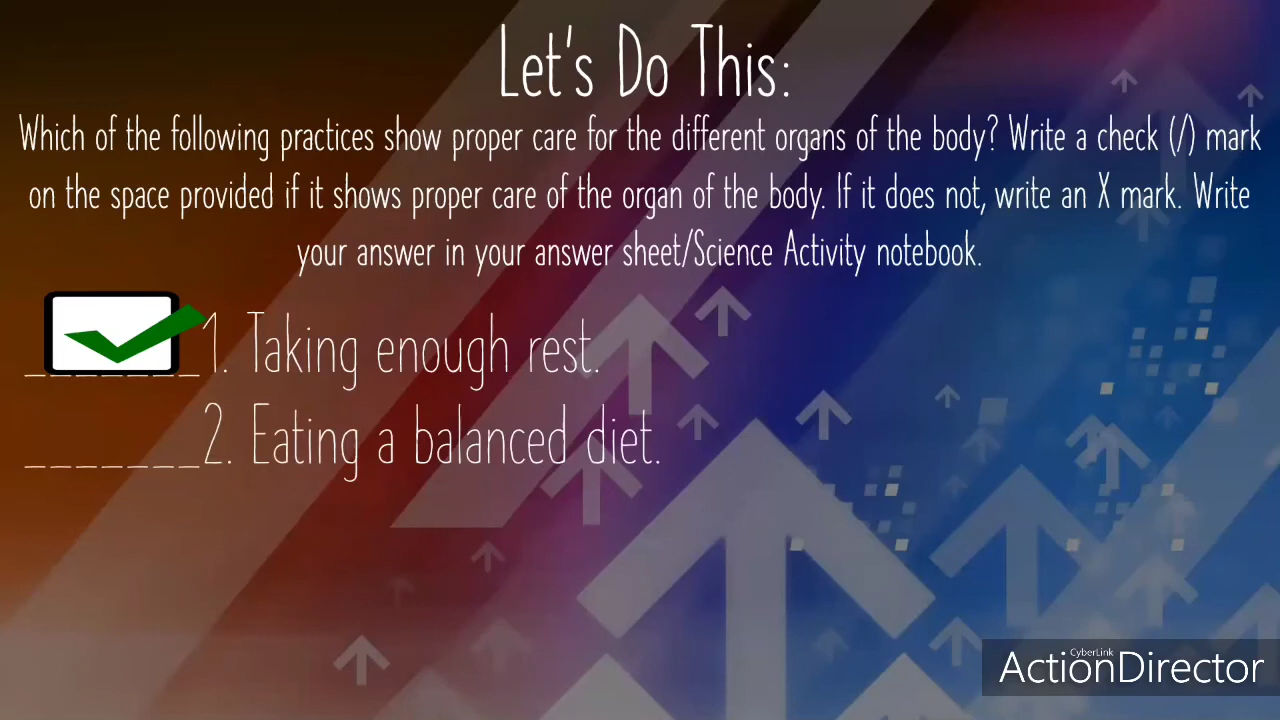 Let's Do This:
Which of the following practices show proper care for the different organs of the body? Write a check (/) mark
on the space provided if it shows proper care of the organ of the body. If it does not, write an X mark. Write
your answer in your answer sheet/Science Activity notebook.
_______1. Taking enough rest.
_______2. Eating a balanced diet.
CyberLink
ActionDirector